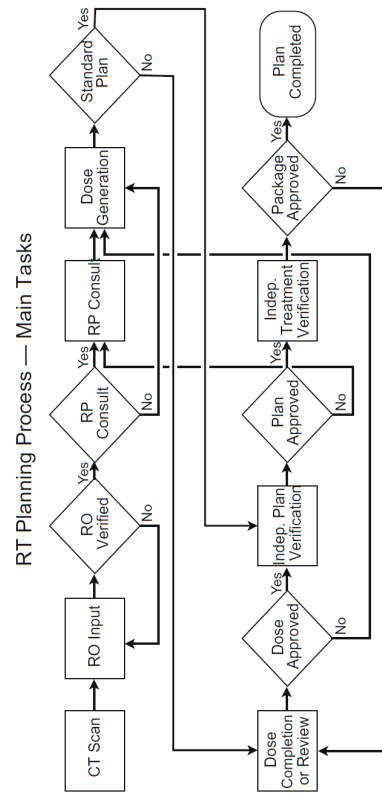 RT Planning Process — Main Tasks
CT Scan
RO Input
RO
Verified
Yes
No
RP
Consult
Yes
No
RP Consult
Dose
Generation
Standard
Plan
Yes
No
Dose
Completion
or Review
Dose
Approved
Yes
No
Indep. Plan
Verification
Plan
Approved
Yes
No
Indep.
Treatment
Verification
Package
Approved
Yes
No
Plan
Completed